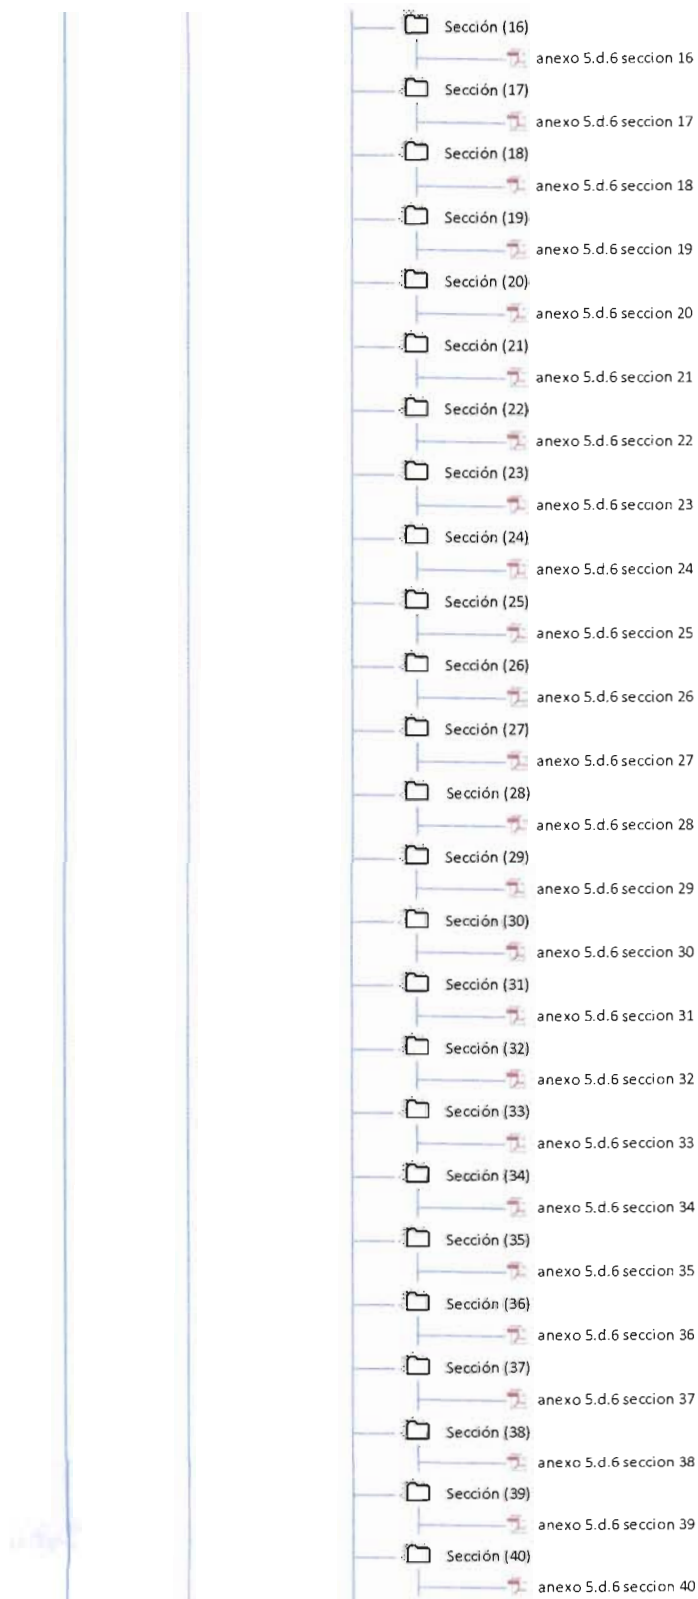 Sección (16)
anexo 5.d.6 seccion 16
Sección (17)
anexo 5.d.6 seccion 17
Sección (18)
anexo 5.d.6 seccion 18
Sección (19)
anexo 5.d.6 seccion 19
Sección (20)
anexo 5.d.6 seccion 20
Sección (21)
anexo 5.d.6 seccion 21
Sección (22)
anexo 5.d.6 seccion 22
Sección (23)
anexo 5.d.6 seccion 23
Sección (24)
anexo 5.d.6 seccion 24
Sección (25)
anexo 5.d.6 seccion 25
Sección (26)
anexo 5.d.6 seccion 26
Sección (27)
anexo 5.d.6 seccion 27
Sección (28)
anexo 5.d.6 seccion 28
Sección (29)
anexo 5.d.6 seccion 29
Sección (30)
anexo 5.d.6 seccion 30
Sección (31)
anexo 5.d.6 seccion 31
Sección (32)
anexo 5.d.6 seccion 32
Sección (33)
anexo 5.d.6 seccion 33
Sección (34)
anexo 5.d.6 seccion 34
Sección (35)
anexo 5.d.6 seccion 35
Sección (36)
anexo 5.d.6 seccion 36
Sección (37)
anexo 5.d.6 seccion 37
Sección (38)
anexo 5.d.6 seccion 38
Sección (39)
anexo 5.d.6 seccion 39
Sección (40)
anexo 5.d.6 seccion 40